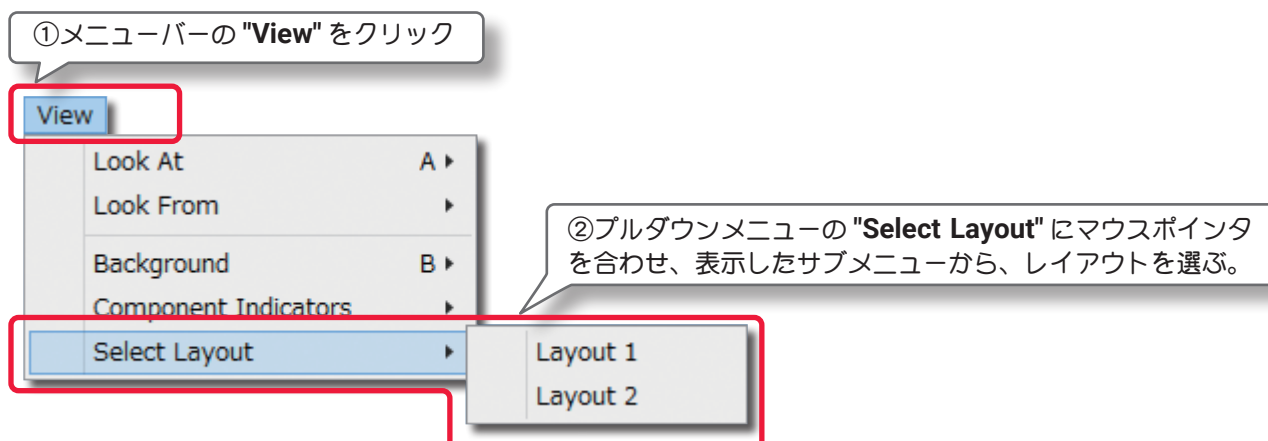 ①メニューバーの "View" をクリック
View
Look At A
Look From
Background B
Component Indicators
Select Layout
②プルダウンメニューの "Select Layout" にマウスポインタ
を合わせ、表示したサブメニューから、レイアウトを選ぶ。
Layout 1
Layout 2